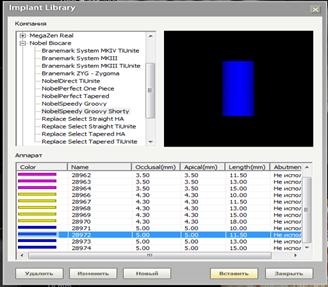 Implant Library
Компания
MegaZen Real
Nobel Biocare
Branemark System MKIV TiUnite
Branemark System MKIII
Branemark System MKIII TiUnite
Branemark ZYG - Zygoma
NobelDirect TiUnite
NobelPerfect One Piece
NobelPerfect Tapered
NobelSpeedy Groovy
NobelSpeedy Groovy Shorty
Replace Select Straight HA
Replace Select Straight TiUnite
Replace Select Tapered HA
Replace Select Tapered TiUnite
Аппарат
Color Name Occlusal(mm) Apical(mm) Length(mm) Abutmen
28962 3.50 3.50 11.50 Не испол
28963 3.50 3.50 13.00 Не испол
28964 3.50 3.50 15.00 Не испол
28966 4.30 4.30 10.00 Не испол
28967 4.30 4.30 11.50 Не испол
28968 4.30 4.30 13.00 Не испол
28969 4.30 4.30 15.00 Не испол
28970 4.30 4.30 18.00 Не испол
28971 5.00 5.00 10.00 Не испол
28972 5.00 5.00 11.50 Не испол
28973 5.00 5.00 13.00 Не испол
28974 5.00 5.00 15.00 Не испол
Удалить Изменить Новый Вставить Закрыть